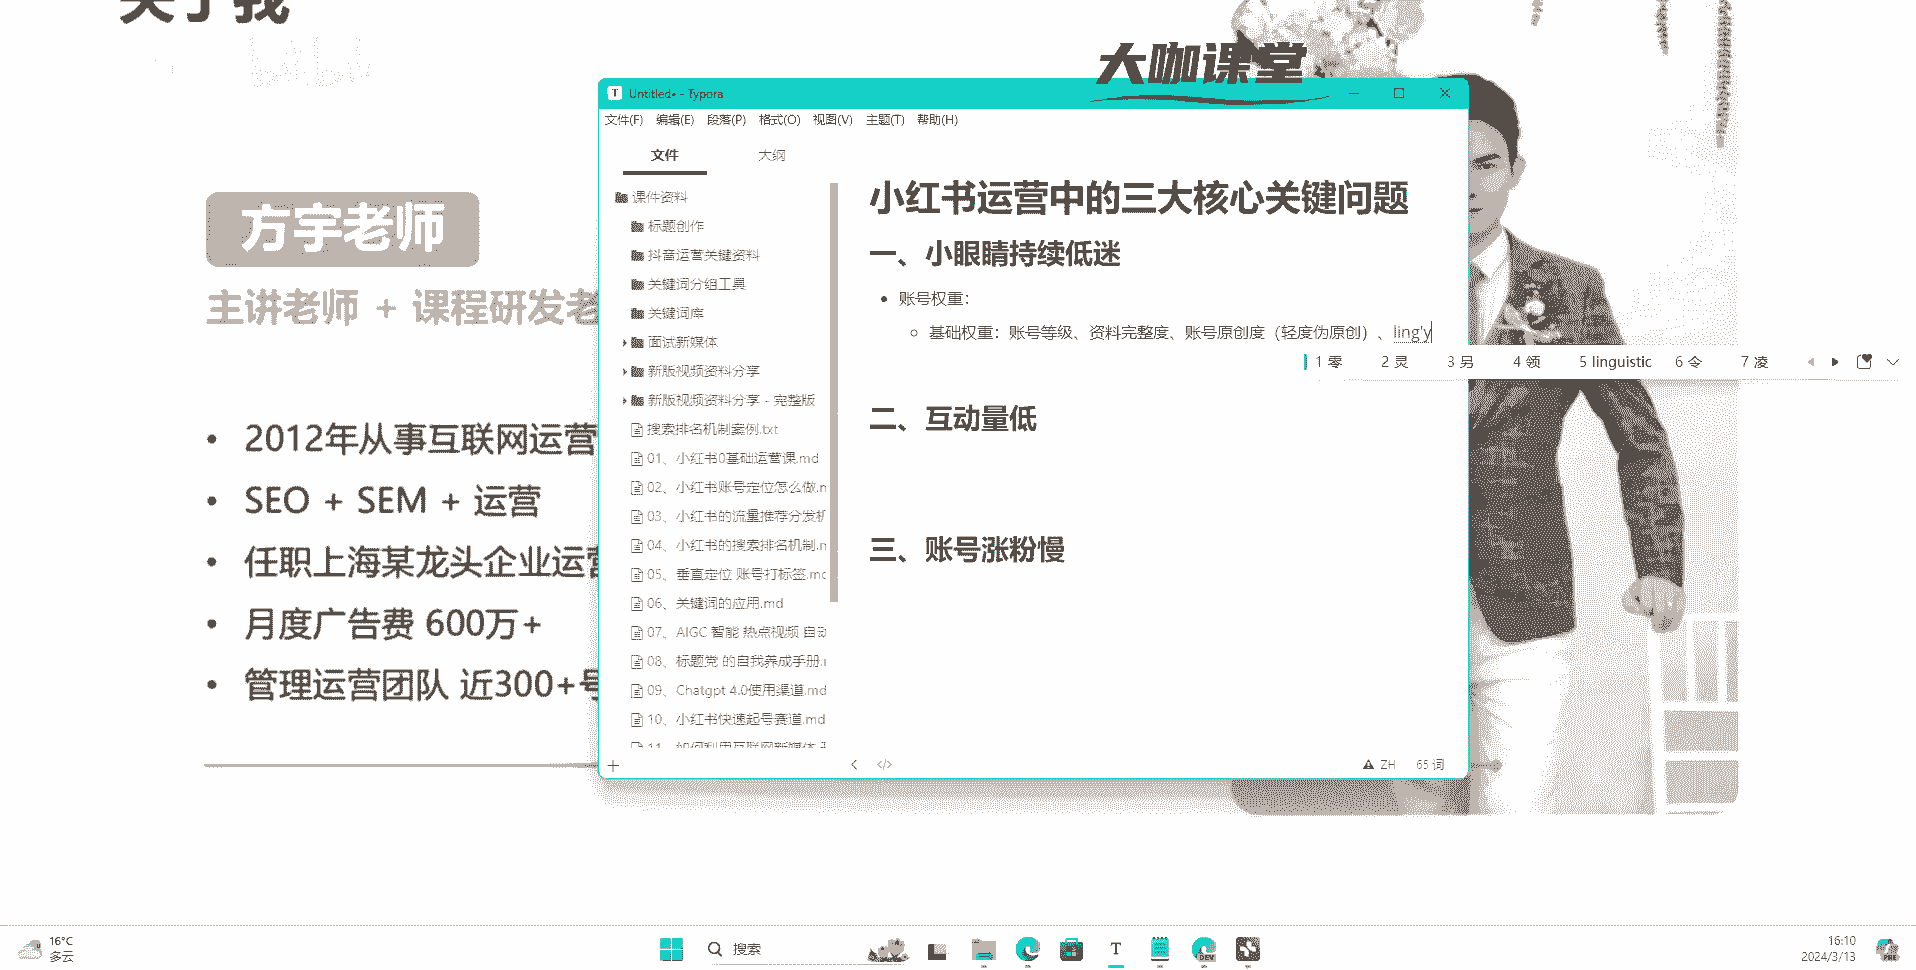 关于我
大咖课堂
方宇老师
主讲老师 + 课程研发老
2012年从事互联网运营
SEO + SEM + 运营
任职上海某龙头企业运营
月度广告费 600万+
管理运营团队 近300+号
Untitled• - Typora
文件(F) 编辑(E) 段落(P) 格式(O) 视图(V) 主题(T) 帮助(H)
文件 大纲
课件资料
标题创作
抖音运营关键资料
关键词分组工具
关键词库
面试新媒体
新版视频资料分享
新版视频资料分享 - 完整版
搜索排名机制案例.txt
01、小红书0基础运营课.md
02、小红书账号定位怎么做.m
03、小红书的流量推荐分发机
04、小红书的搜索排名机制.m
05、垂直定位 账号打标签.md
06、关键词的应用.md
07、AIGC 智能 热点视频 自动
08、标题党 的自我养成手册.m
09、Chatgpt 4.0使用渠道.md
10、小红书快速起号赛道.md
11、如何利用互联网新媒体
小红书运营中的三大核心关键问题
一、小眼睛持续低迷
账号权重：
基础权重：账号等级、资料完整度、账号原创度（轻度伪原创）、ling'y
1 零 2 灵 3 另 4 领 5 linguistic 6 令 7 凌
二、互动量低
三、账号涨粉慢
ZH 65 词
16°C
多云
搜索
T
DEV
16:10
2024/3/13
PRE